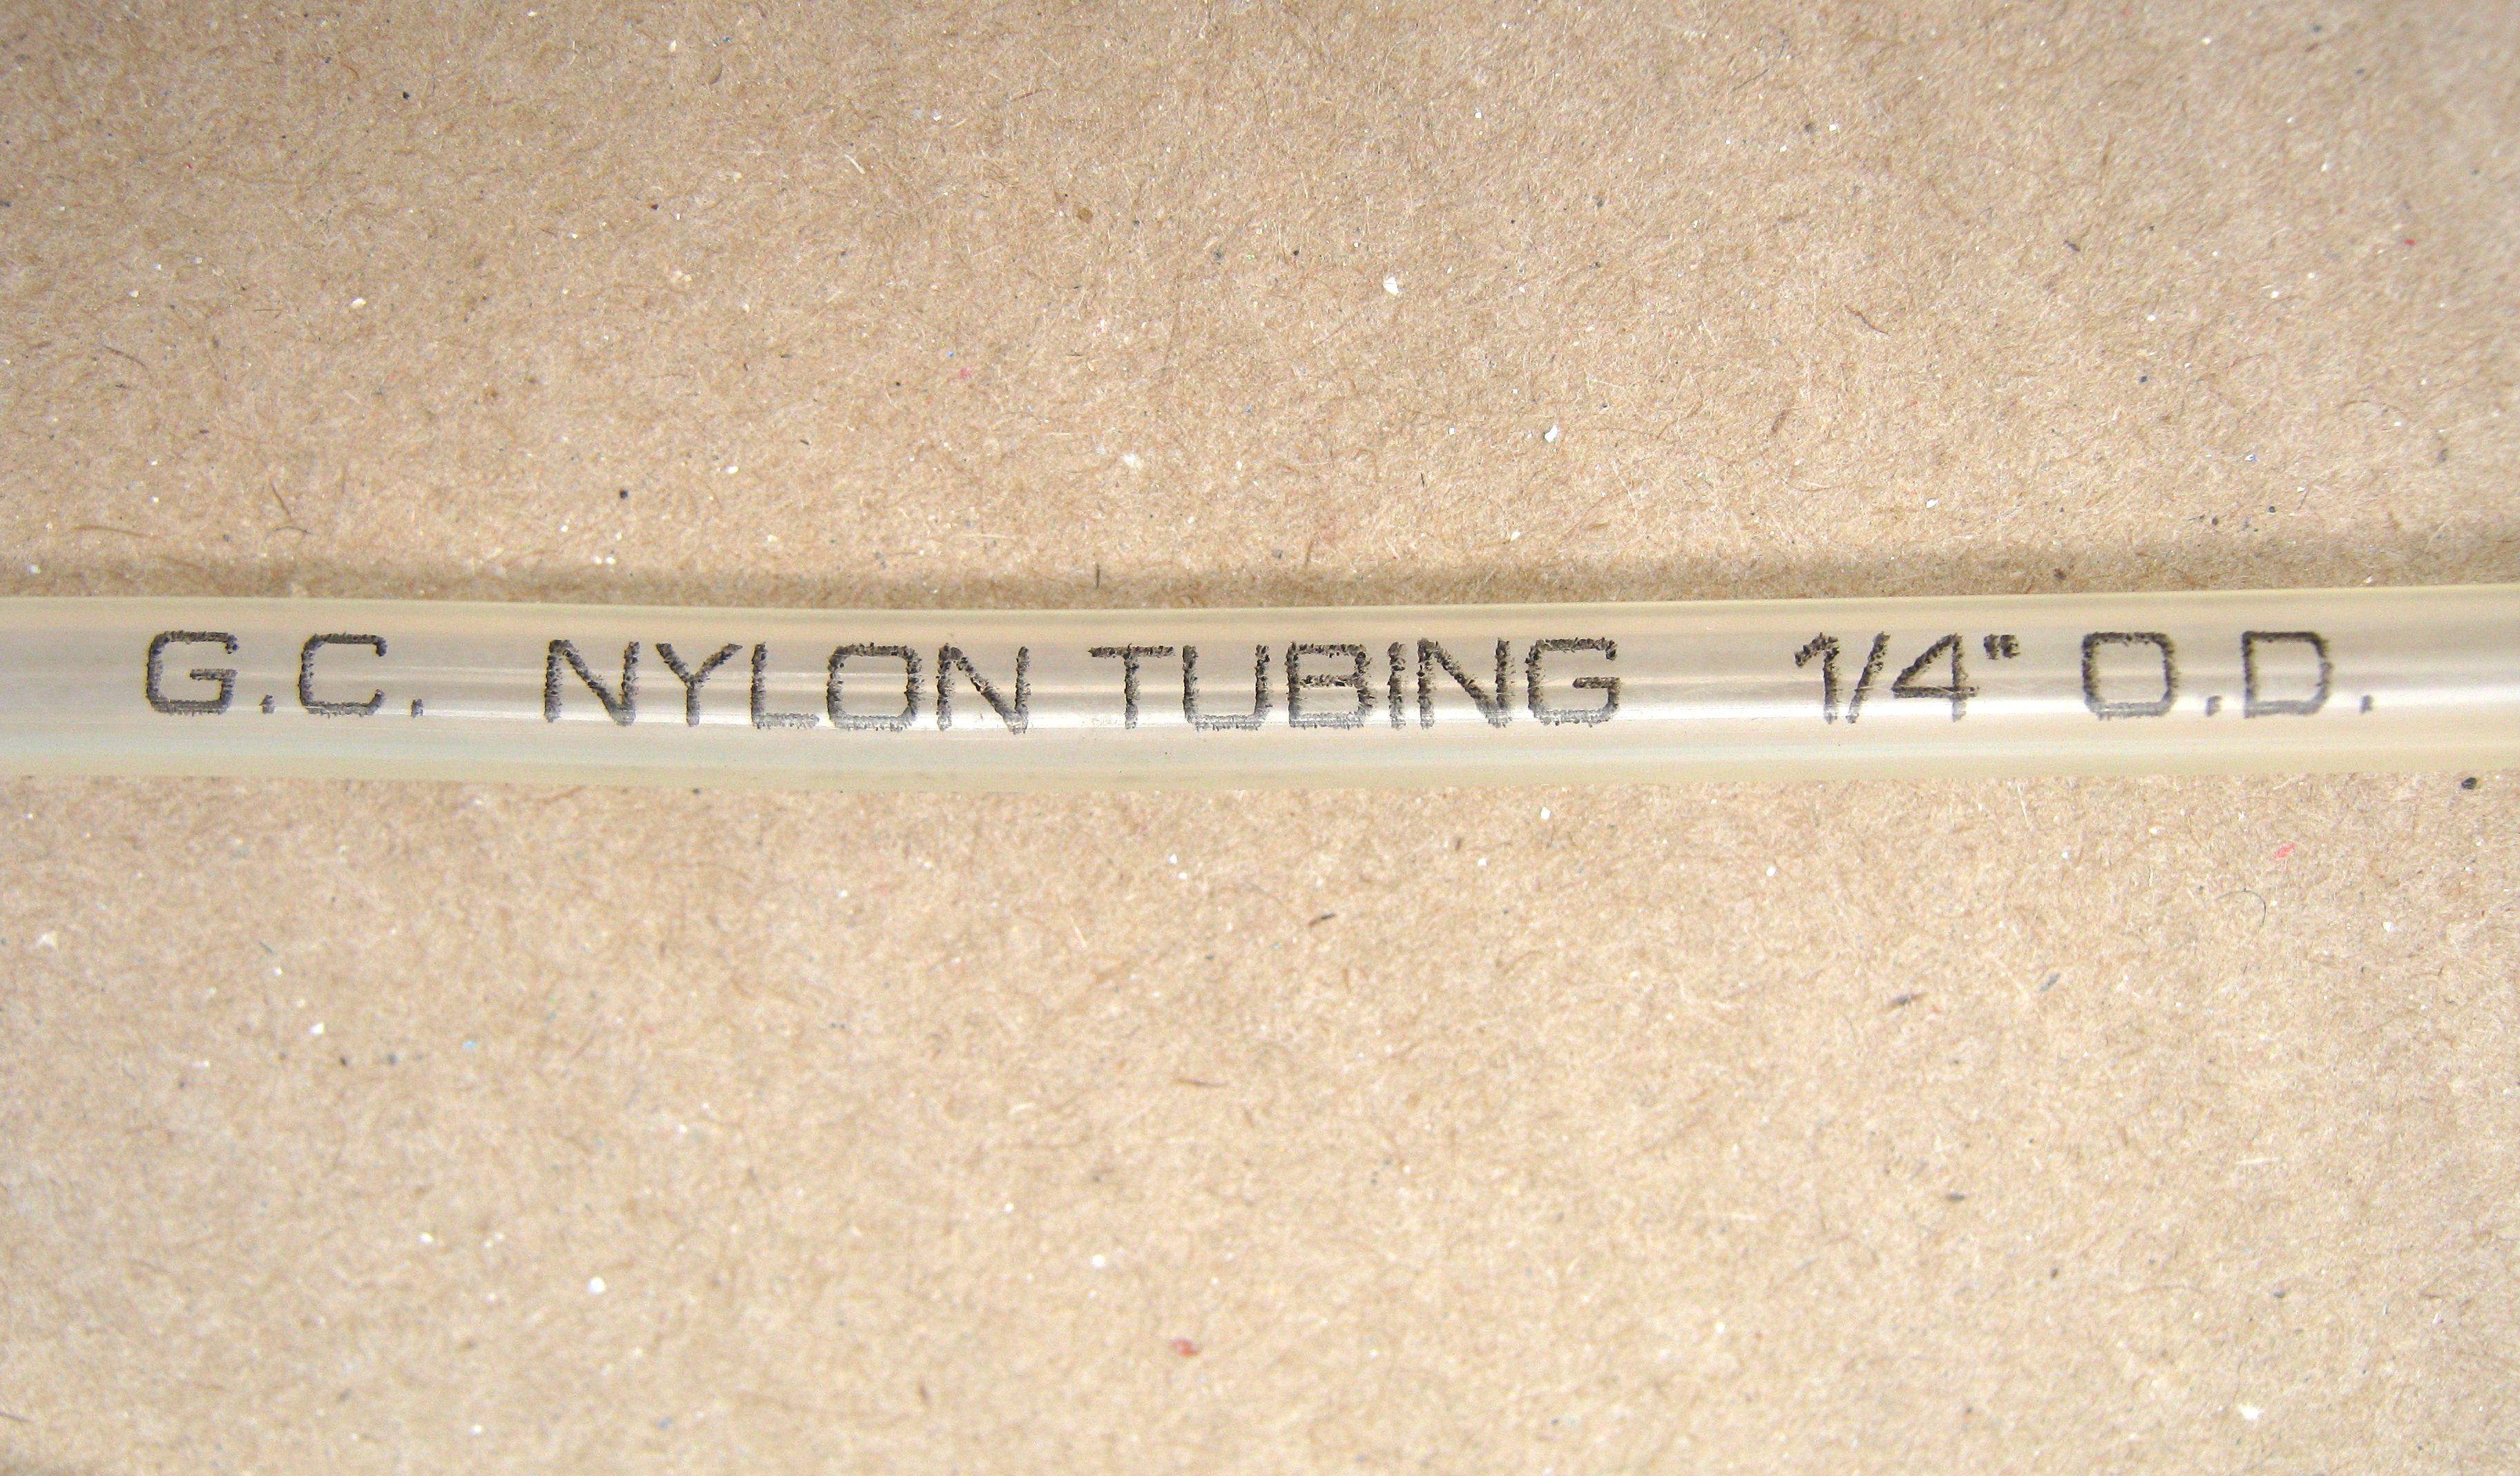 G.C. NYLON TUBING 1/4" O.D.